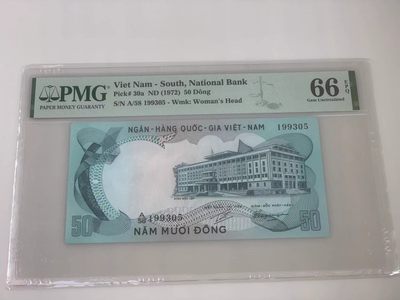 PMG
PAPER MONEY GUARANTY
Viet Nam - South, National Bank
Pick# 30a ND (1972) 50 Dông
S/N A/58 199305 - Wmk: Woman's Head
66 EPQ
Gem Uncirculated
NGÂN-HÀNG QUỐC-GIA VIỆT-NAM
199305
199305
50
50
NĂM MƯƠI ĐỒNG